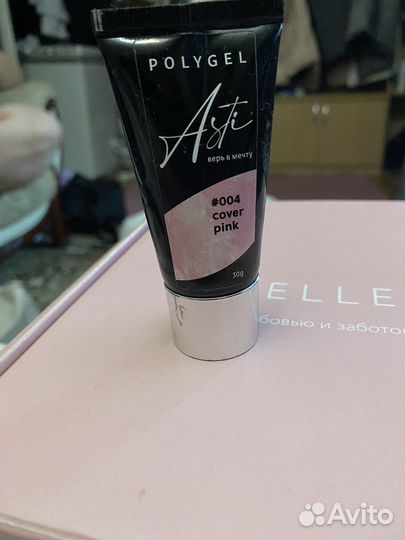 POLYGEL
Asti
верь в мечту
#004
cover
pink
30g
ELLE
бовью и забото
Avito